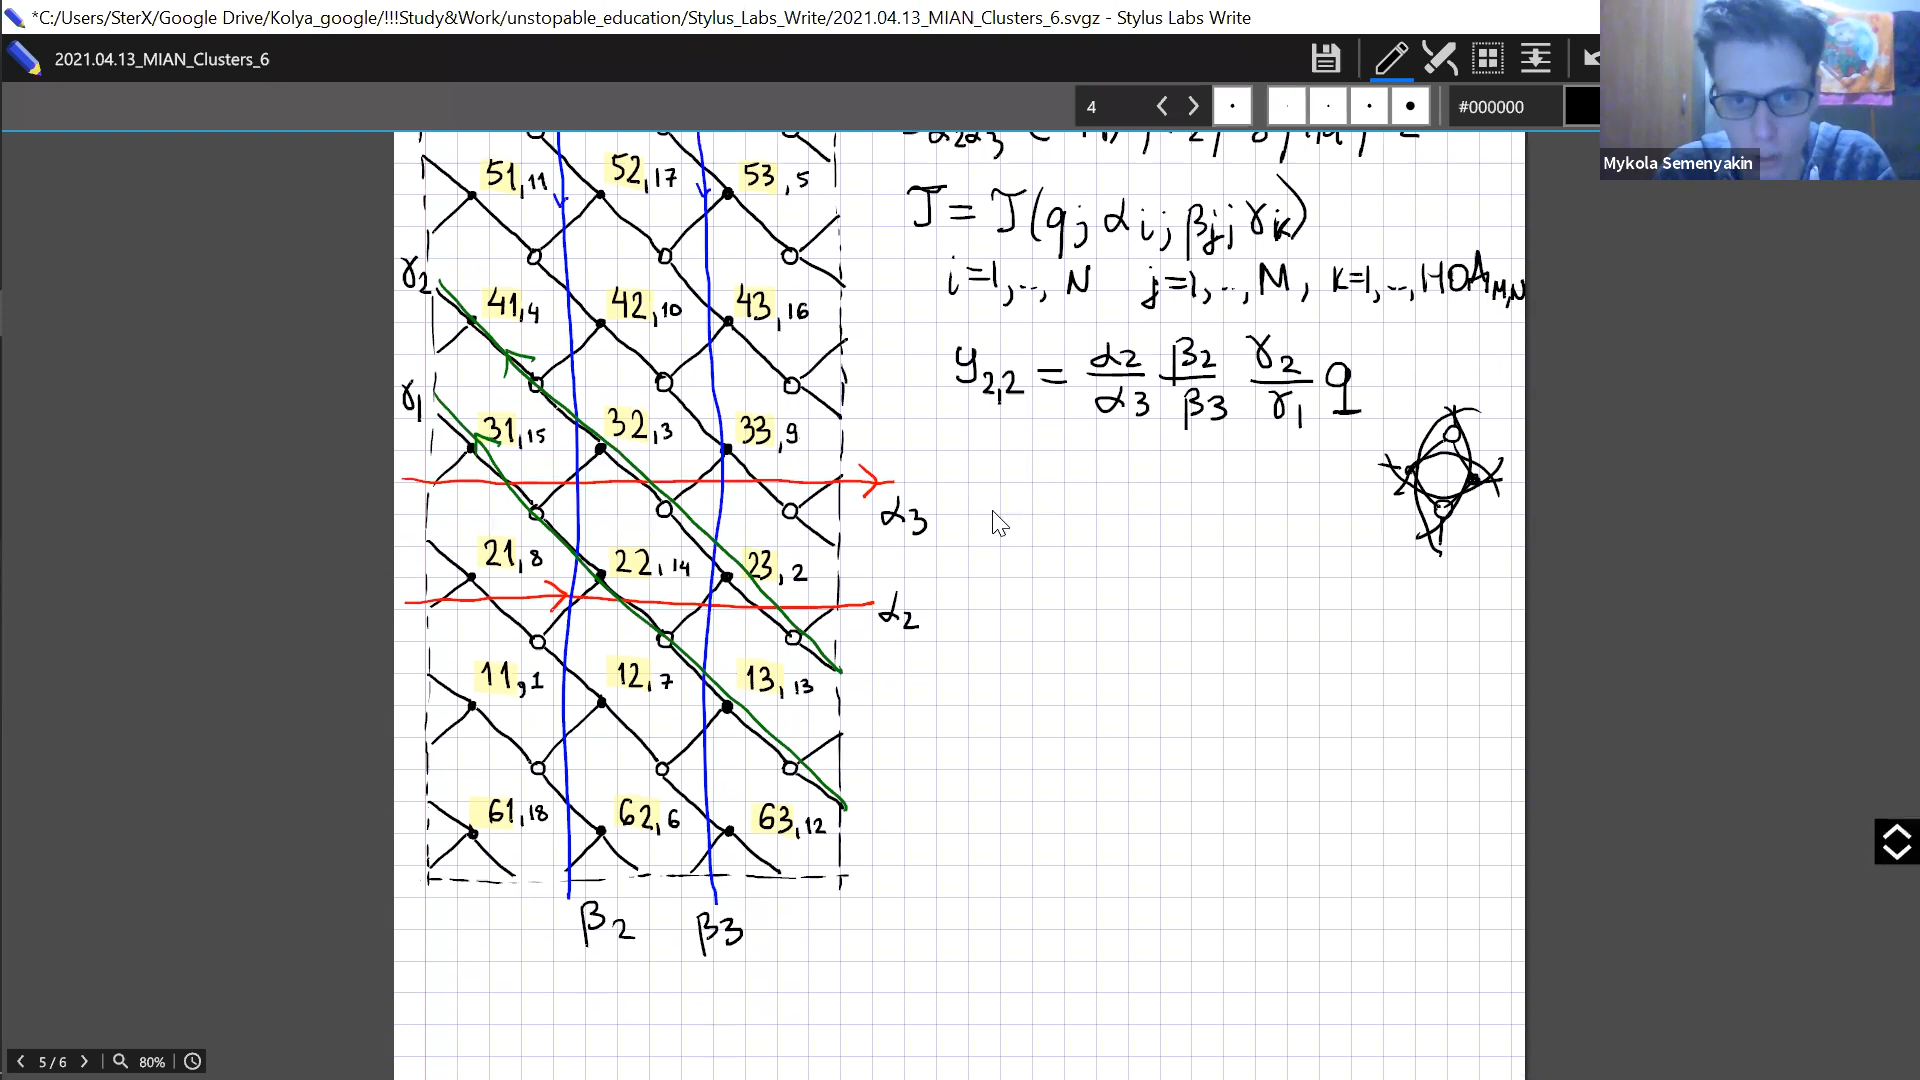 *C:/Users/SterX/Google Drive/Kolya_google/!!!Study&Work/unstopable_education/Stylus_Labs_Write/2021.04.13_MIAN_Clusters_6.svgz - Stylus Labs Write
2021.04.13_MIAN_Clusters_6
4
#000000
Mykola Semenyakin
51,11 52,17 53,5
T = T(q; αi; βj; γk)
i=1,.., N j=1,.., M, k=1,..,НОД M,N
γ2
41,4 42,10 43,16
y2,2 = α2/α3 β2/β3 γ2/γ1 q
γ1
31,15 32,3 33,9
α3
21,8 22,14 23,2
α2
11,1 12,7 13,13
61,18 62,6 63,12
β2 β3
5 / 6 80%